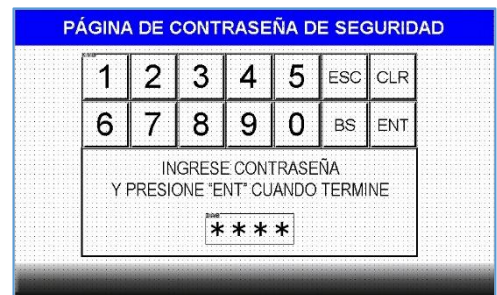 PÁGINA DE CONTRASEÑA DE SEGURIDAD
1 2 3 4 5 ESC CLR
6 7 8 9 0 BS ENT
INGRESE CONTRASEÑA
Y PRESIONE "ENT" CUANDO TERMINE
****